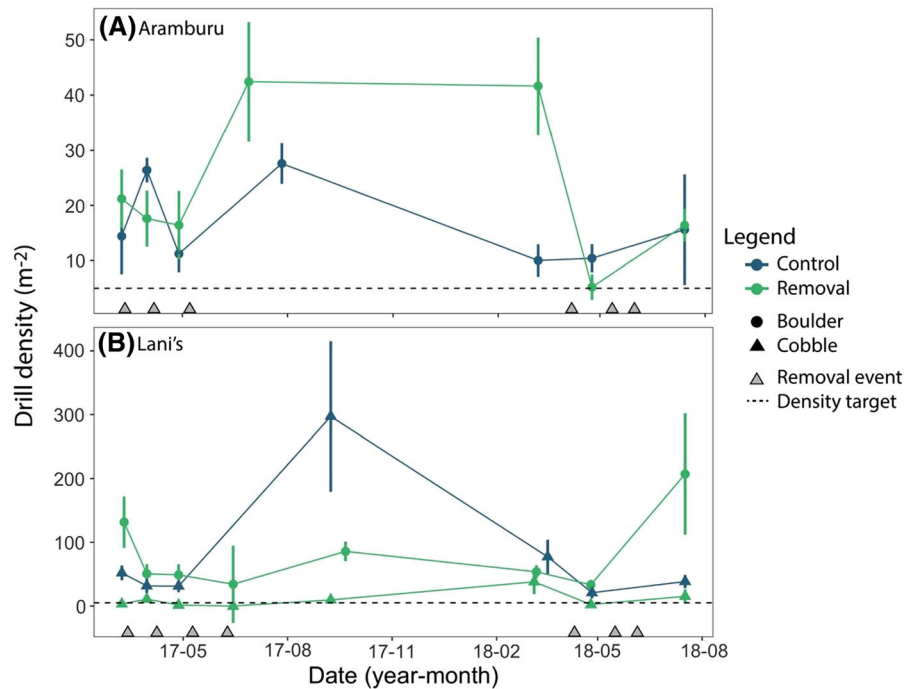 (A) Aramburu
50
40
30
20
10
(B) Lani's
400
300
200
100
0
Drill density (m-2)
17-05 17-08 17-11 18-02 18-05 18-08
Date (year-month)
Legend
Control
Removal
Boulder
Cobble
Removal event
Density target